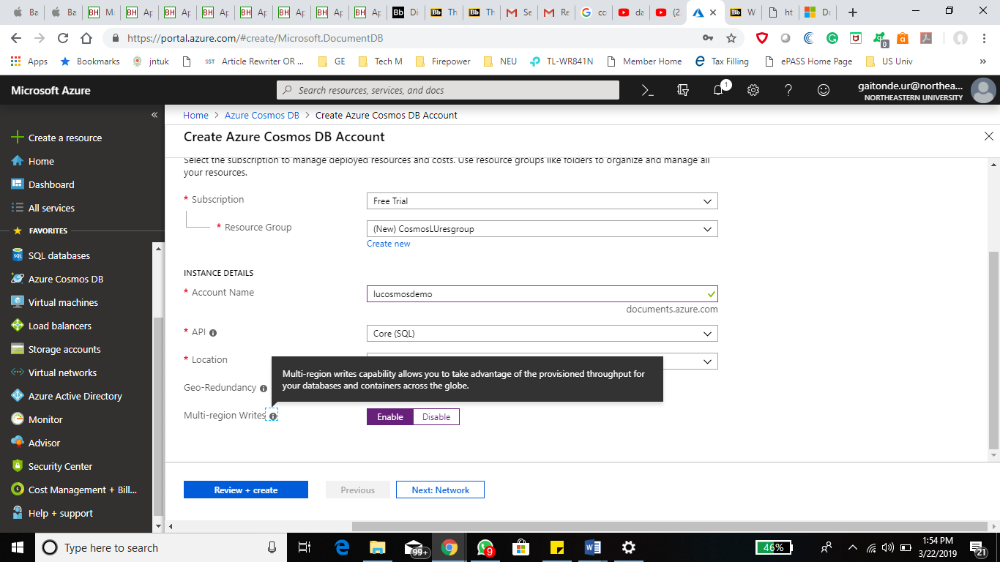 Ba
Ba
BH
M
BH
Ap
BH
Ap
BH
Ap
BH
Ap
BH
Ap
BH
Ap
BH
Ap
Bb
Di
Bb
Th
Bb
Th
Se
Re
co
da
(2
Bb
W
ht
Do
https://portal.azure.com/#create/Microsoft.DocumentDB
0
Apps
Bookmarks
jntuk
SST Article Rewriter OR ...
GE
Tech M
Firepower
NEU
TL-WR841N
Member Home
Tax Filling
ePASS Home Page
US Univ
»
Microsoft Azure
Search resources, services, and docs
1
gaitonde.ur@northea...
NORTHEASTERN UNIVERSITY
Create a resource
Home
Dashboard
All services
FAVORITES
SQL databases
Azure Cosmos DB
Virtual machines
Load balancers
Storage accounts
Virtual networks
Azure Active Directory
Monitor
Advisor
Security Center
Cost Management + Bill...
Help + support
Home > Azure Cosmos DB > Create Azure Cosmos DB Account
Create Azure Cosmos DB Account
Select the subscription to manage deployed resources and costs. Use resource groups like folders to organize and manage all
your resources.
* Subscription
Free Trial
* Resource Group
(New) CosmosLUresgroup
Create new
INSTANCE DETAILS
* Account Name
lucosmosdemo
documents.azure.com
* API
Core (SQL)
* Location
Multi-region writes capability allows you to take advantage of the provisioned throughput for
your databases and containers across the globe.
Geo-Redundancy
Multi-region Writes
Enable
Disable
Review + create
Previous
Next: Network
Type here to search
99+
9
46%
1:54 PM
3/22/2019
21